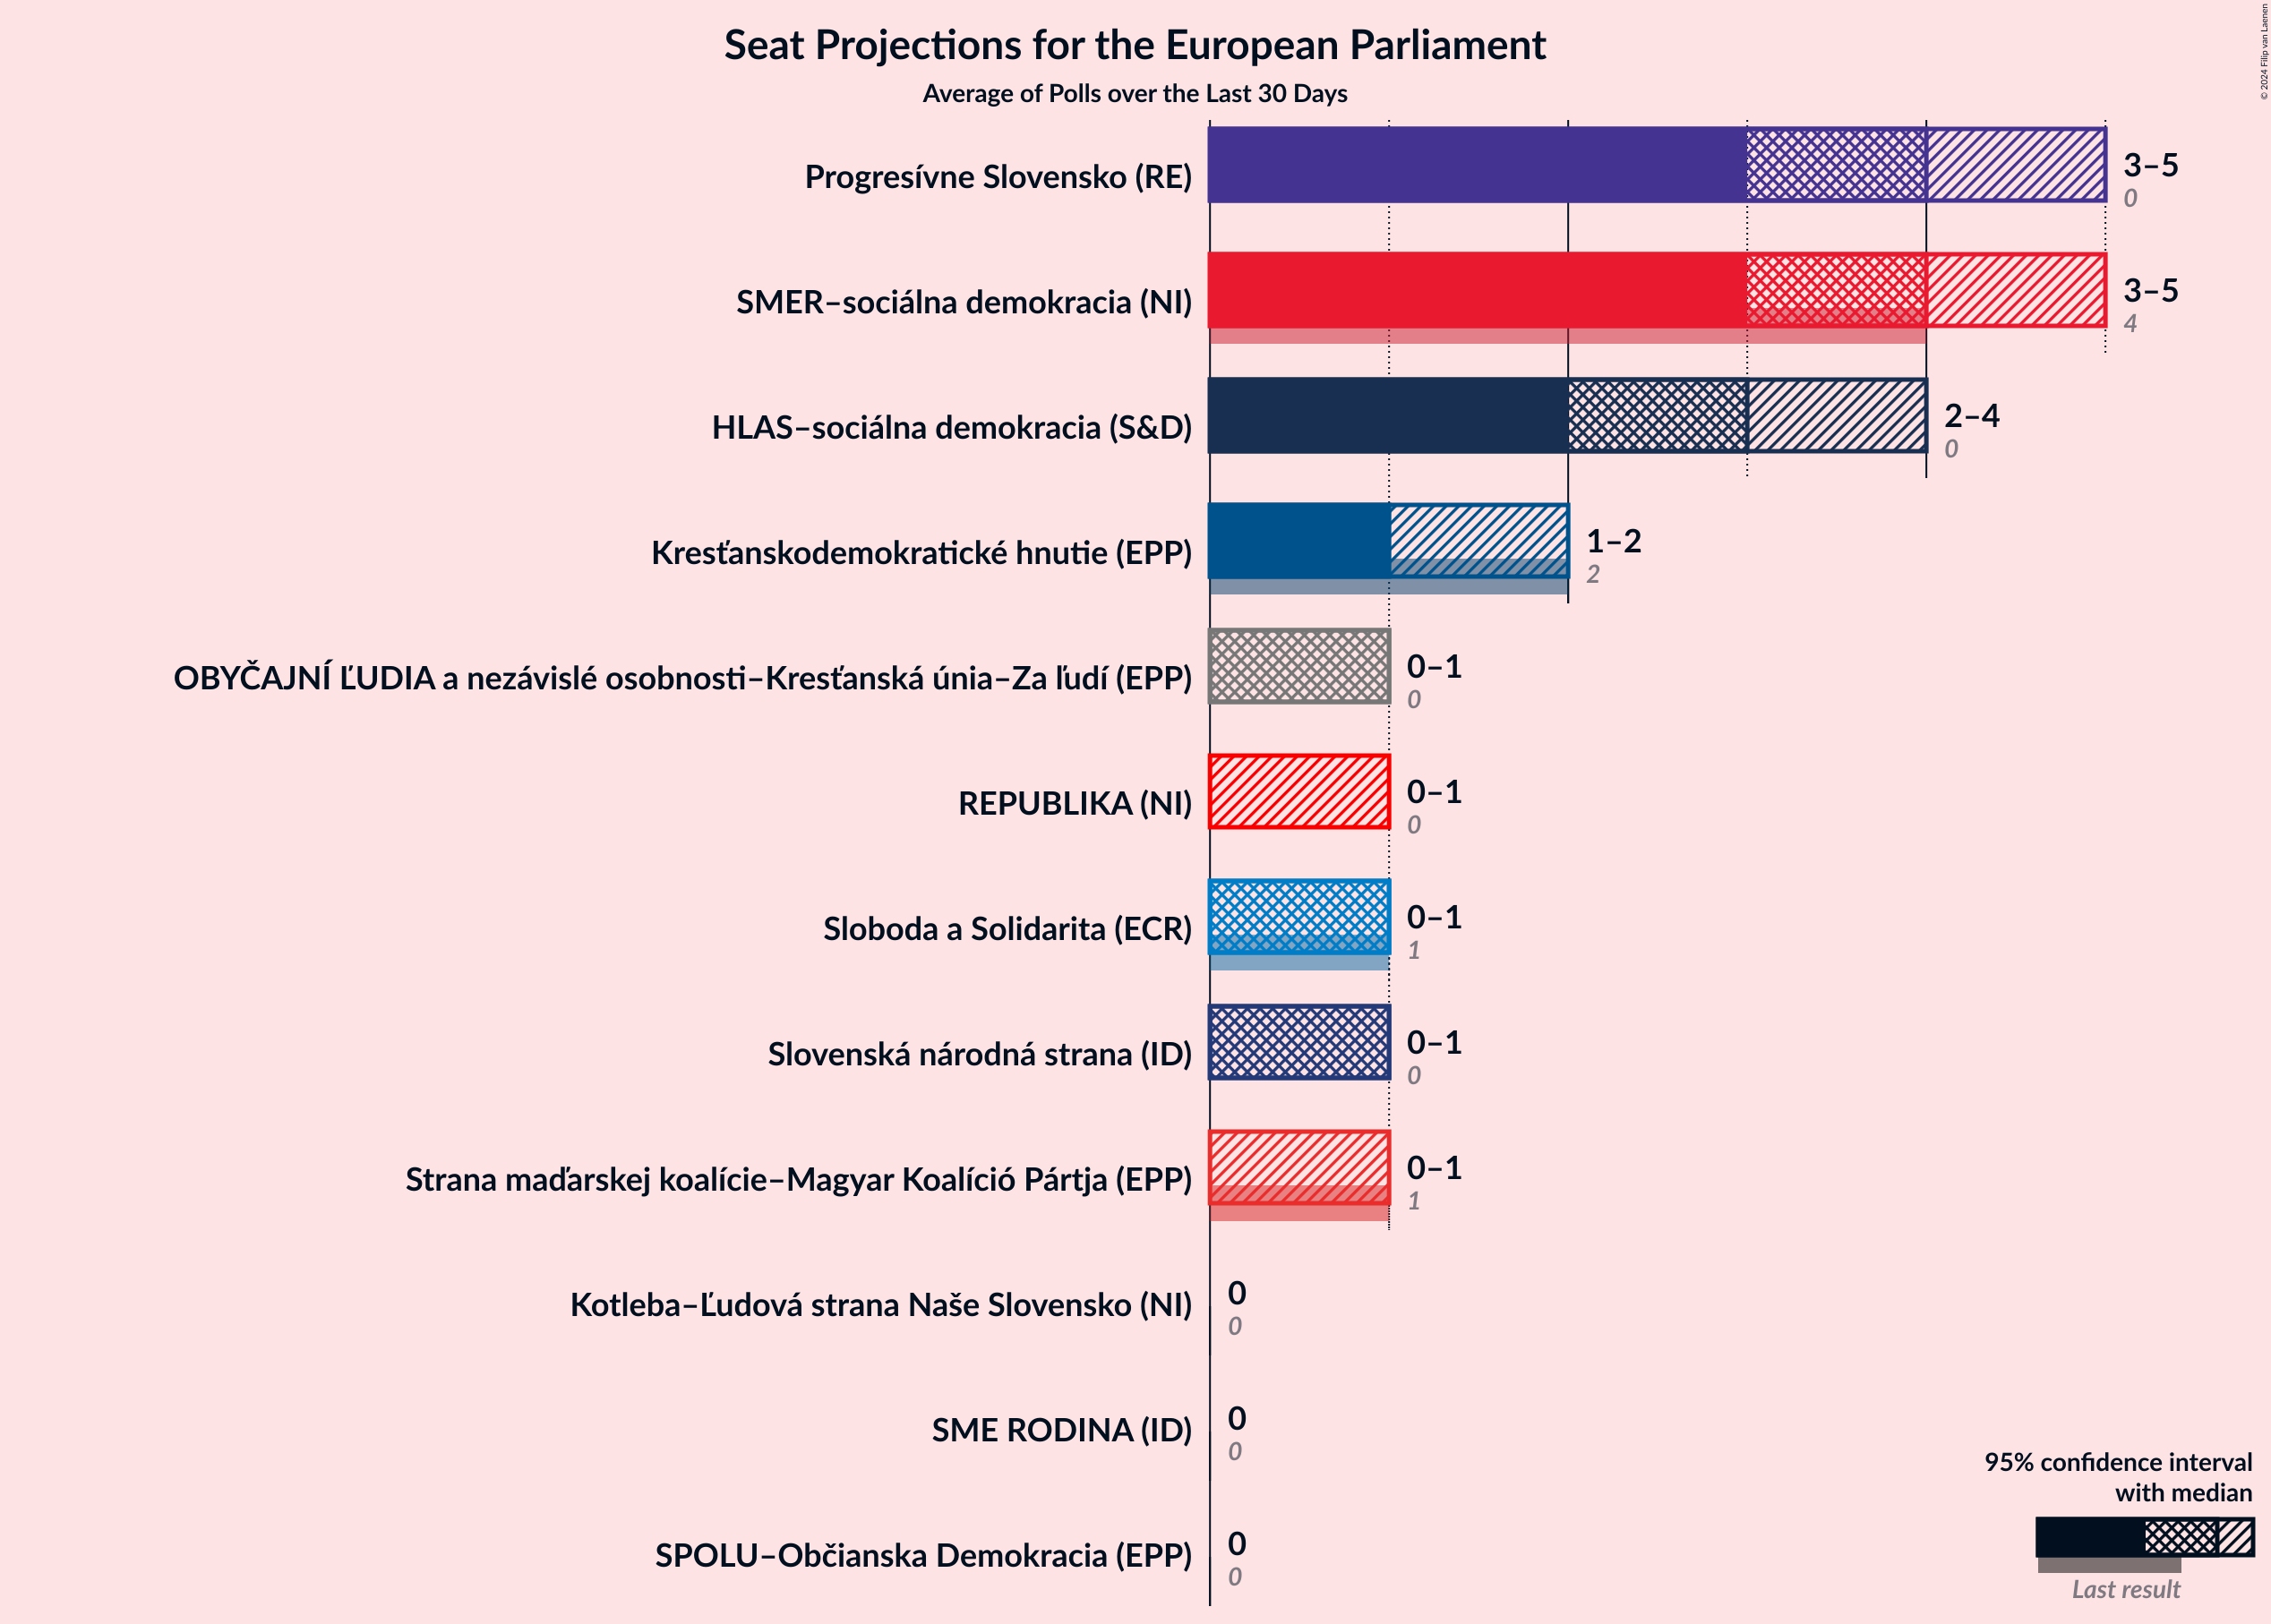 Seat Projections for the European Parliament
Average of Polls over the Last 30 Days
© 2024 Filip van Laenen
Progresívne Slovensko (RE)
3–5
0
SMER–sociálna demokracia (NI)
3–5
4
HLAS–sociálna demokracia (S&D)
2–4
0
Kresťanskodemokratické hnutie (EPP)
1–2
2
OBYČAJNÍ ĽUDIA a nezávislé osobnosti–Kresťanská únia–Za ľudí (EPP)
0–1
0
REPUBLIKA (NI)
0–1
0
Sloboda a Solidarita (ECR)
0–1
1
Slovenská národná strana (ID)
0–1
0
Strana maďarskej koalície–Magyar Koalíció Pártja (EPP)
0–1
1
Kotleba–Ľudová strana Naše Slovensko (NI)
0
0
SME RODINA (ID)
0
0
SPOLU–Občianska Demokracia (EPP)
0
0
95% confidence interval
with median
Last result